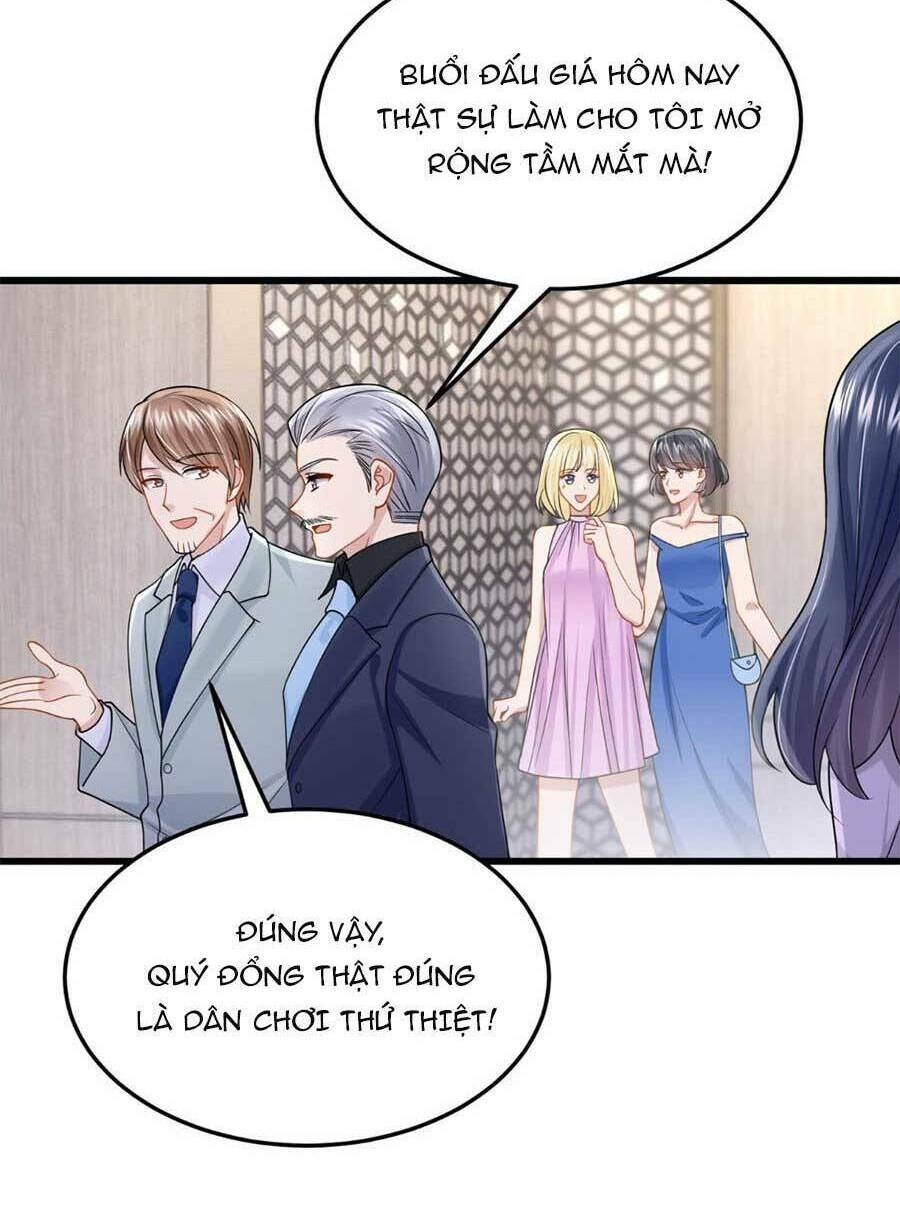 BUỔI ĐẤU GIÁ HÔM NAY
THẬT SỰ LÀM CHO TÔI MỞ
RỘNG TẦM MẮT MÀ!
ĐÚNG VẬY,
QUÝ ĐỔNG THẬT ĐÚNG
LÀ DÂN CHƠI THỨ THIỆT!